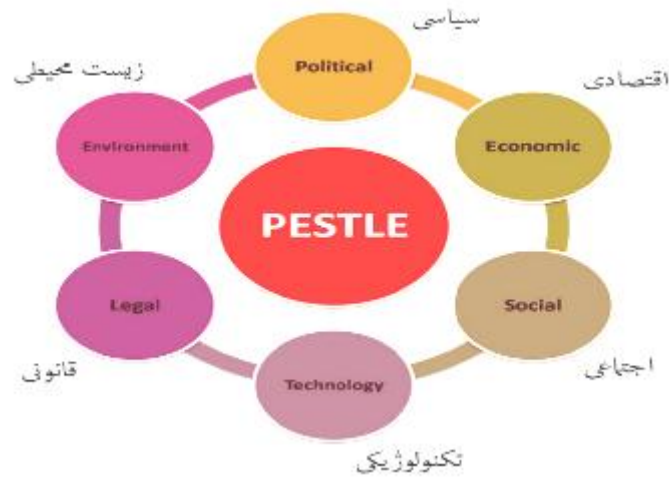 سیاسی
Political
زیست محیطی
اقتصادی
Environment
Economic
PESTLE
Legal
Social
قانونی
اجتماعی
Technology
تکنولوژیکی